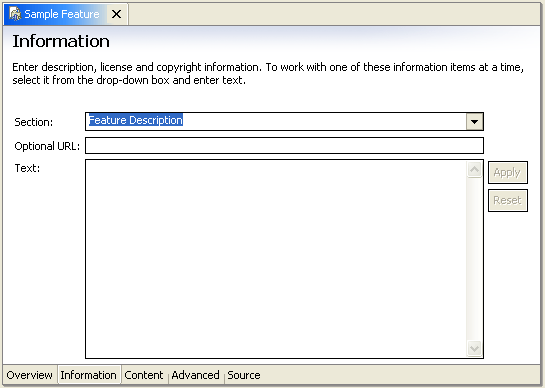 Sample Feature
Information
Enter description, license and copyright information. To work with one of these information items at a time,
select it from the drop-down box and enter text.
Section: Feature Description
Optional URL:
Text:
Apply
Reset
Overview Information Content Advanced Source